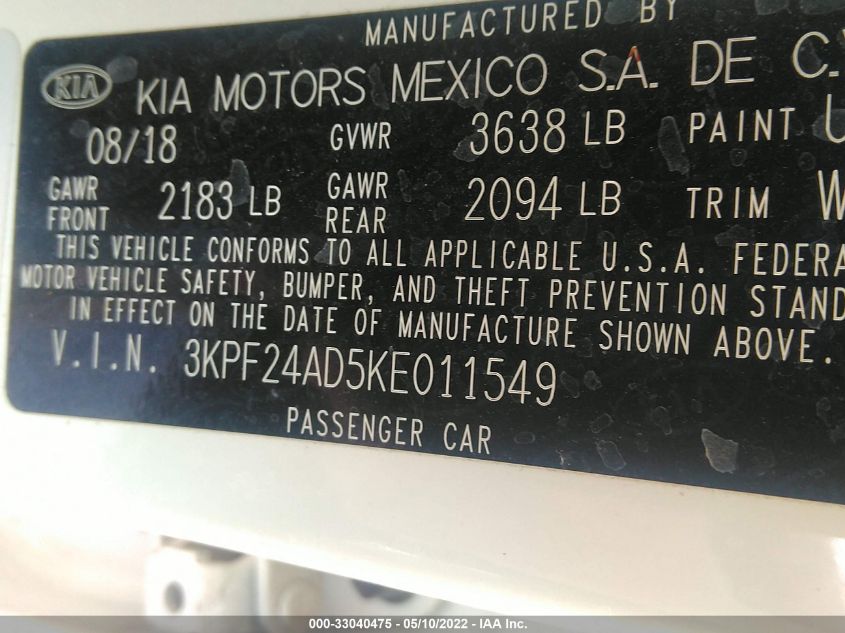 MANUFACTURED BY
KIA KIA MOTORS MEXICO S.A. DE C.
08/18 GVWR 3638 LB PAINT U
GAWR FRONT 2183 LB GAWR REAR 2094 LB TRIM W
THIS VEHICLE CONFORMS TO ALL APPLICABLE U.S.A. FEDERA
MOTOR VEHICLE SAFETY, BUMPER, AND THEFT PREVENTION STAND
IN EFFECT ON THE DATE OF MANUFACTURE SHOWN ABOVE.
V.I.N. 3KPF24AD5KE011549
PASSENGER CAR
000-33040475 - 05/10/2022 - IAA Inc.